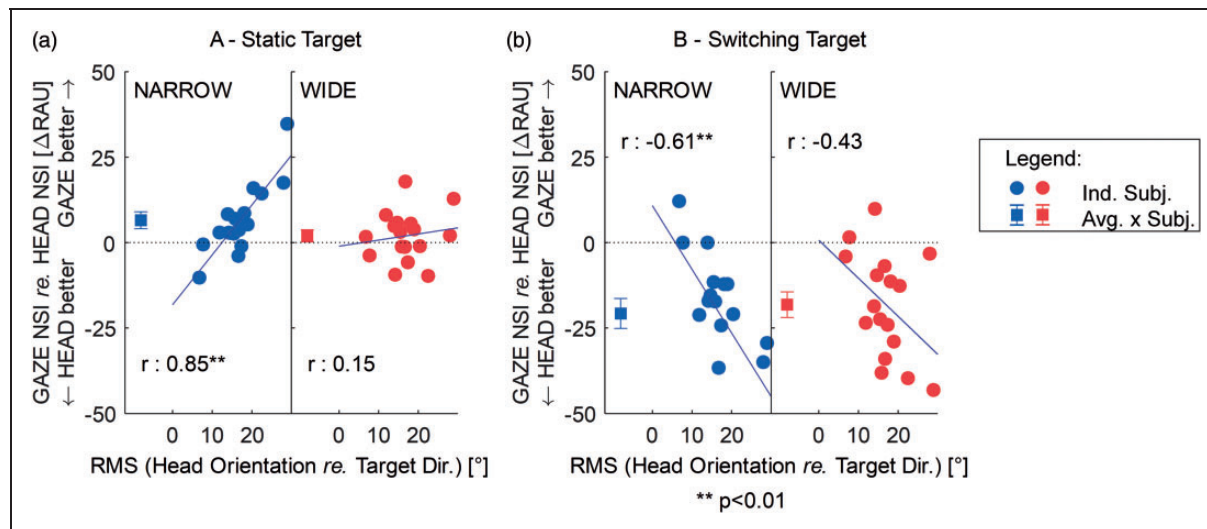 (a)
A - Static Target
GAZE NSI re. HEAD NSI [ΔRAU]
← HEAD better GAZE better →
50
25
0
-25
-50
NARROW
WIDE
r : 0.85**
r : 0.15
0 10 20
0 10 20
RMS (Head Orientation re. Target Dir.) [°]
(b)
B - Switching Target
GAZE NSI re. HEAD NSI [ΔRAU]
← HEAD better GAZE better →
50
25
0
-25
-50
NARROW
WIDE
r : -0.61**
r : -0.43
0 10 20
0 10 20
RMS (Head Orientation re. Target Dir.) [°]
** p<0.01
Legend:
Ind. Subj.
Avg. x Subj.